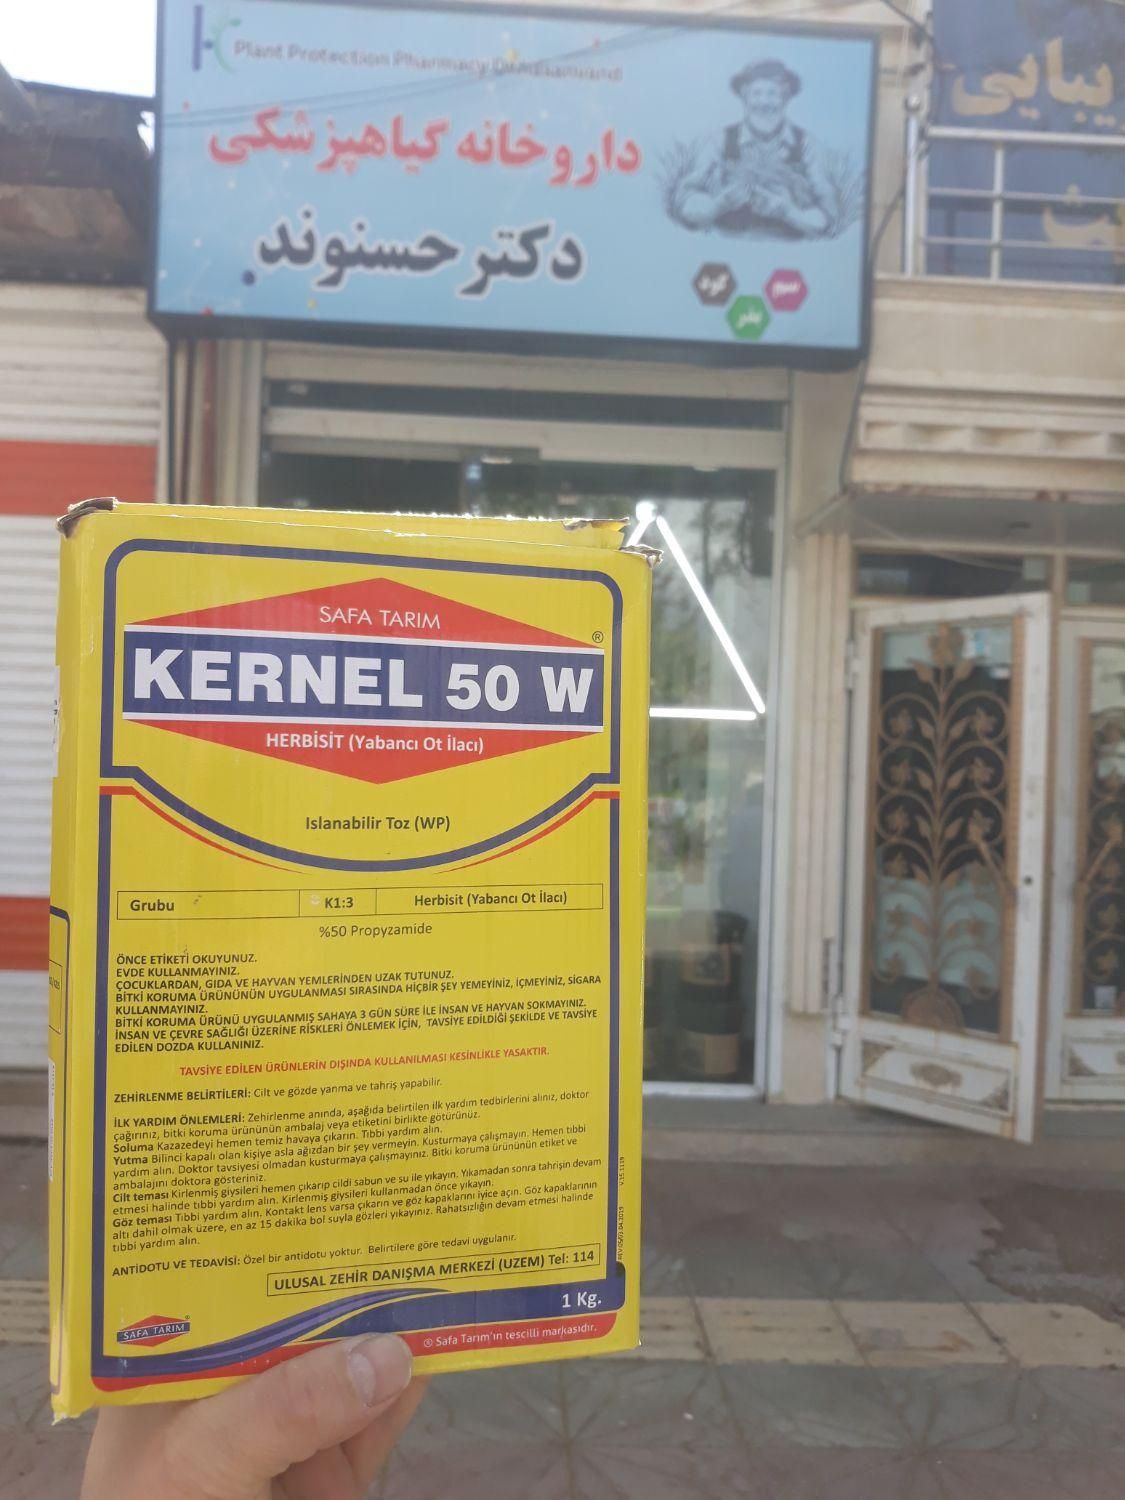 Plant Protection Pharmacy
داروخانه گیاهپزشکی
دکتر حسنوند
کود
سم
بذر
یبایی
SAFA TARIM
KERNEL 50 W
®
HERBİSİT (Yabancı Ot İlacı)
Islanabilir Toz (WP)
Grubu K1:3 Herbisit (Yabancı Ot İlacı)
%50 Propyzamide
ÖNCE ETİKETİ OKUYUNUZ.
EVDE KULLANMAYINIZ.
ÇOCUKLARDAN, GIDA VE HAYVAN YEMLERİNDEN UZAK TUTUNUZ.
BİTKİ KORUMA ÜRÜNÜNÜN UYGULANMASI SIRASINDA HİÇBİR ŞEY YEMEYİNİZ, İÇMEYİNİZ, SİGARA
KULLANMAYINIZ.
BİTKİ KORUMA ÜRÜNÜ UYGULANMIŞ SAHAYA 3 GÜN SÜRE İLE İNSAN VE HAYVAN SOKMAYINIZ.
İNSAN VE ÇEVRE SAĞLIĞI ÜZERİNE RİSKLERİ ÖNLEMEK İÇİN, TAVSİYE EDİLDİĞİ ŞEKİLDE VE TAVSİYE
EDİLEN DOZDA KULLANINIZ.
TAVSİYE EDİLEN ÜRÜNLERİN DIŞINDA KULLANILMASI KESİNLİKLE YASAKTIR.
ZEHİRLENME BELİRTİLERİ: Cilt ve gözde yanma ve tahriş yapabilir.
İLK YARDIM ÖNLEMLERİ: Zehirlenme anında, aşağıda belirtilen ilk yardım tedbirlerini alınız, doktor
çağırınız, bitki koruma ürününün ambalaj veya etiketini birlikte götürünüz.
Soluma Kazazedeyi hemen temiz havaya çıkarın. Tıbbi yardım alın.
Yutma Bilinci kapalı olan kişiye asla ağızdan bir şey vermeyin. Kusturmaya çalışmayın. Hemen tıbbi
yardım alın. Doktor tavsiyesi olmadan kusturmaya çalışmayınız. Bitki koruma ürününün etiket ve
ambalajını doktora gösteriniz.
Cilt teması Kirlenmiş giysileri hemen çıkarıp cildi sabun ve su ile yıkayın. Yıkamadan sonra tahrişin devam
etmesi halinde tıbbi yardım alın. Kirlenmiş giysileri kullanmadan önce yıkayın.
Göz teması Tıbbi yardım alın. Kontakt lens varsa çıkarın ve göz kapaklarını iyice açın. Göz kapaklarının
altı dahil olmak üzere, en az 15 dakika bol suyla gözleri yıkayınız. Rahatsızlığın devam etmesi halinde
tıbbi yardım alın.
ANTİDOTU VE TEDAVİSİ: Özel bir antidotu yoktur. Belirtilere göre tedavi uygulanır.
ULUSAL ZEHİR DANIŞMA MERKEZİ (UZEM) Tel: 114
1 Kg.
SAFA TARIM
® Safa Tarım'ın tescilli markasıdır.
REV:05/02.04.2019 V.15.1119